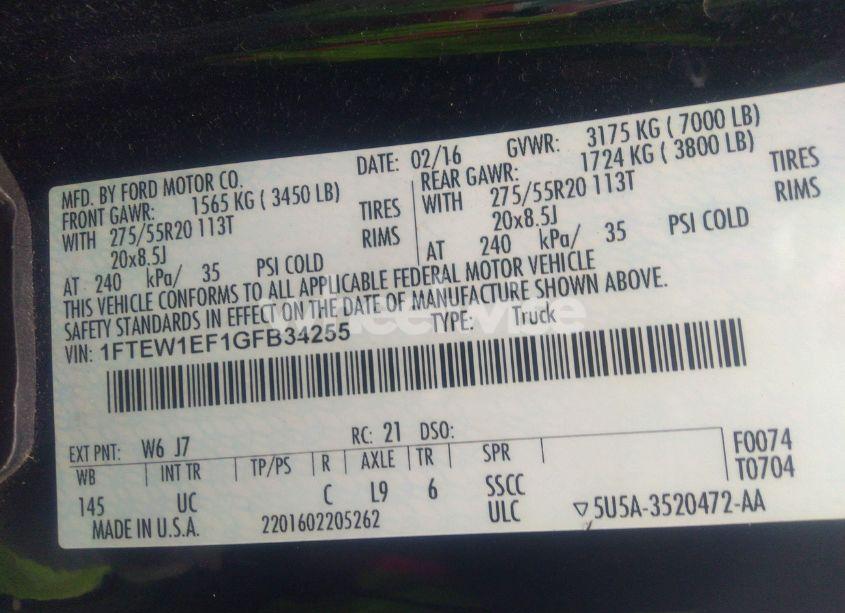 MFD. BY FORD MOTOR CO. DATE: 02/16 GVWR: 3175 KG ( 7000 LB)
FRONT GAWR: 1565 KG ( 3450 LB) REAR GAWR: 1724 KG ( 3800 LB)
WITH 275/55R20 113T TIRES WITH 275/55R20 113T TIRES
20x8.5J RIMS 20x8.5J RIMS
AT 240 kPa/ 35 PSI COLD AT 240 kPa/ 35 PSI COLD
THIS VEHICLE CONFORMS TO ALL APPLICABLE FEDERAL MOTOR VEHICLE
SAFETY STANDARDS IN EFFECT ON THE DATE OF MANUFACTURE SHOWN ABOVE.
VIN: 1FTEW1EF1GFB34255 TYPE: Truck
EXT PNT: W6 J7 RC: 21 DSO:
WB INT TR TP/PS R AXLE TR SPR F0074
145 UC C L9 6 SSCC T0704
ULC ▽5U5A-3520472-AA
MADE IN U.S.A. 2201602205262